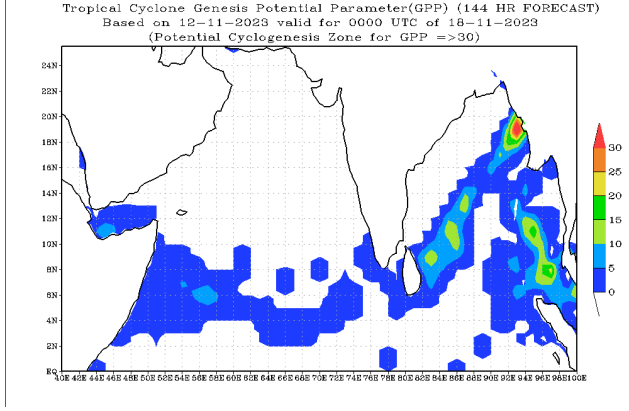 Tropical Cyclone Genesis Potential Parameter(GPP) (144 HR FORECAST)
Based on 12-11-2023 valid for 0000 UTC of 18-11-2023
(Potential Cyclogenesis Zone for GPP =>30)
24N
22N
20N
18N
16N
14N
12N
10N
8N
6N
4N
2N
EQ
40E 42E 44E 46E 48E 50E 52E 54E 56E 58E 60E 62E 64E 66E 68E 70E 72E 74E 76E 78E 80E 82E 84E 86E 88E 90E 92E 94E 96E 98E 100E
30
25
20
15
10
5
0